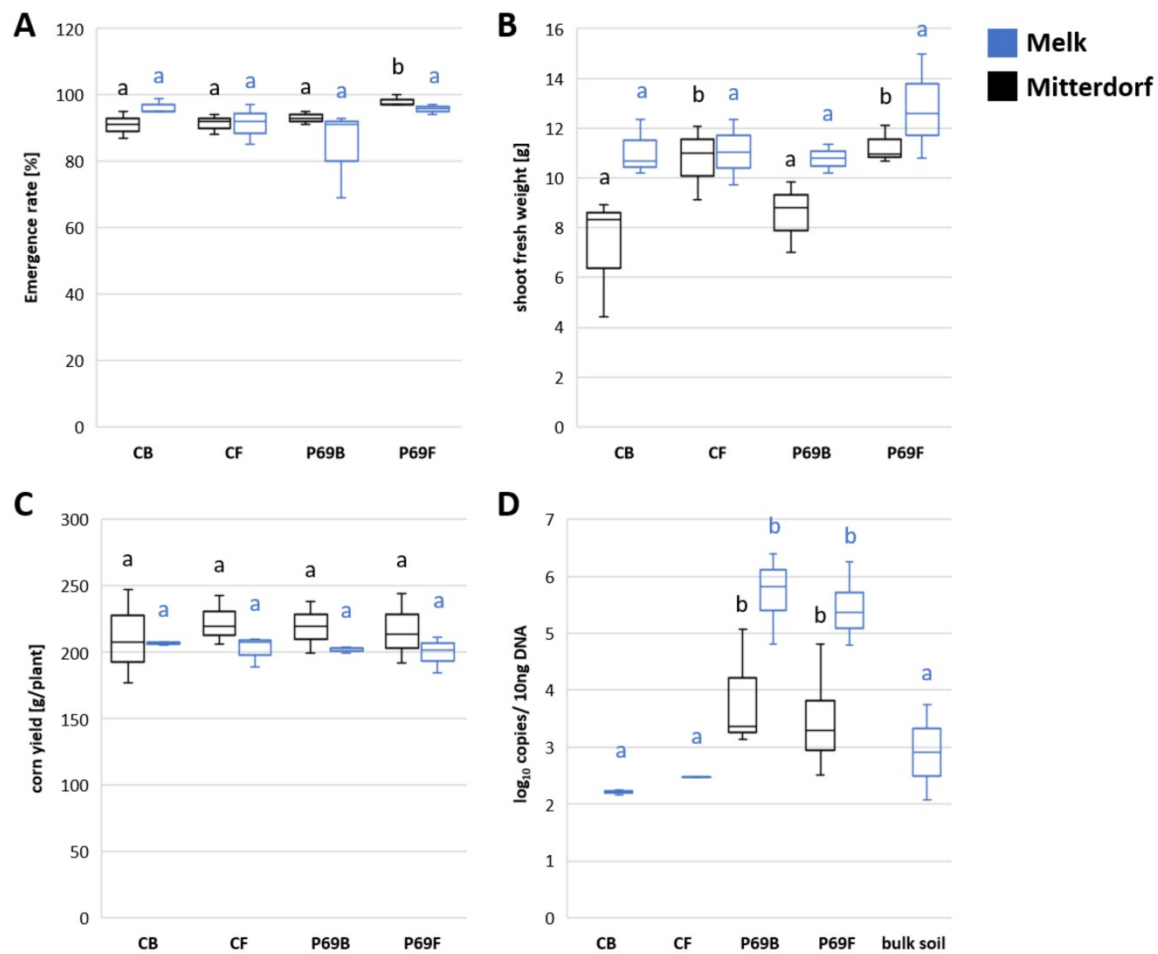 A
Emergence rate [%]
120
100
80
60
40
20
0
a a a a a a b a
CB CF P69B P69F
B
shoot fresh weight [g]
16
14
12
10
8
6
4
2
0
a a b a a a b a
CB CF P69B P69F
Melk
Mitterdorf
C
corn yield [g/plant]
300
250
200
150
100
50
0
a a a a a a a a
CB CF P69B P69F
D
log₁₀ copies/ 10ng DNA
7
6
5
4
3
2
1
0
a a b b b b a
CB CF P69B P69F bulk soil